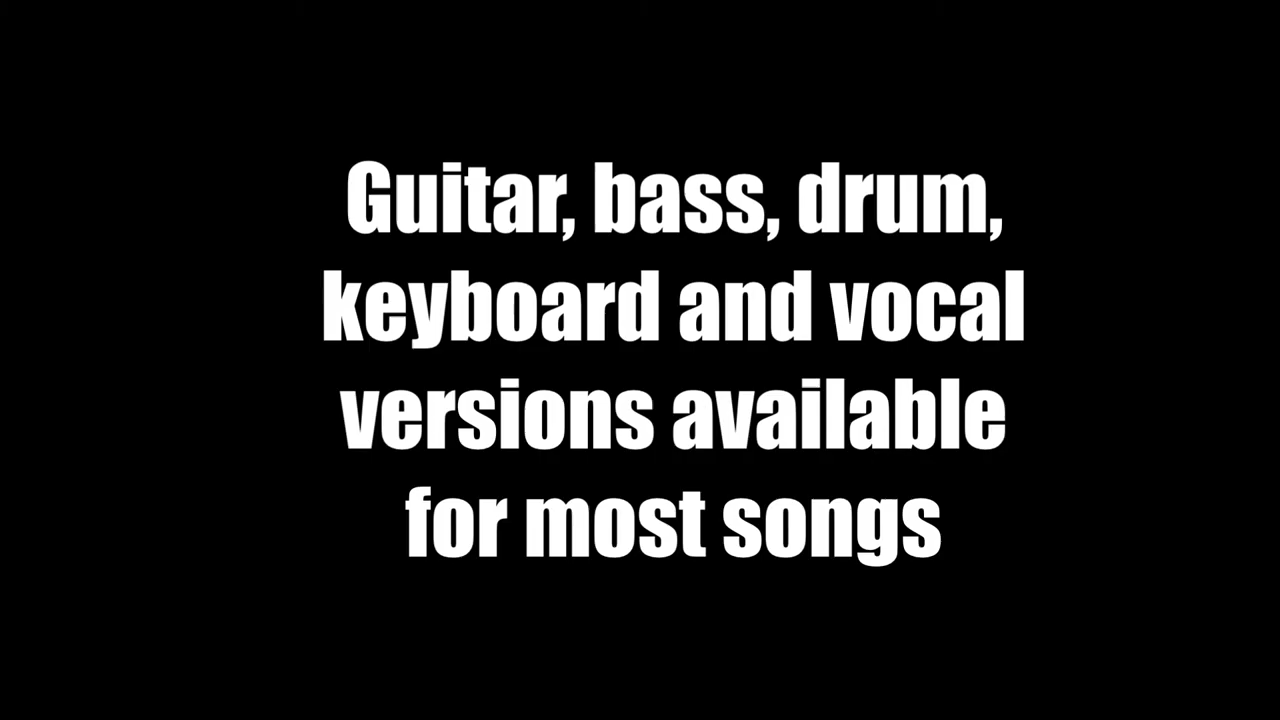 Guitar, bass, drum,
keyboard and vocal
versions available
for most songs